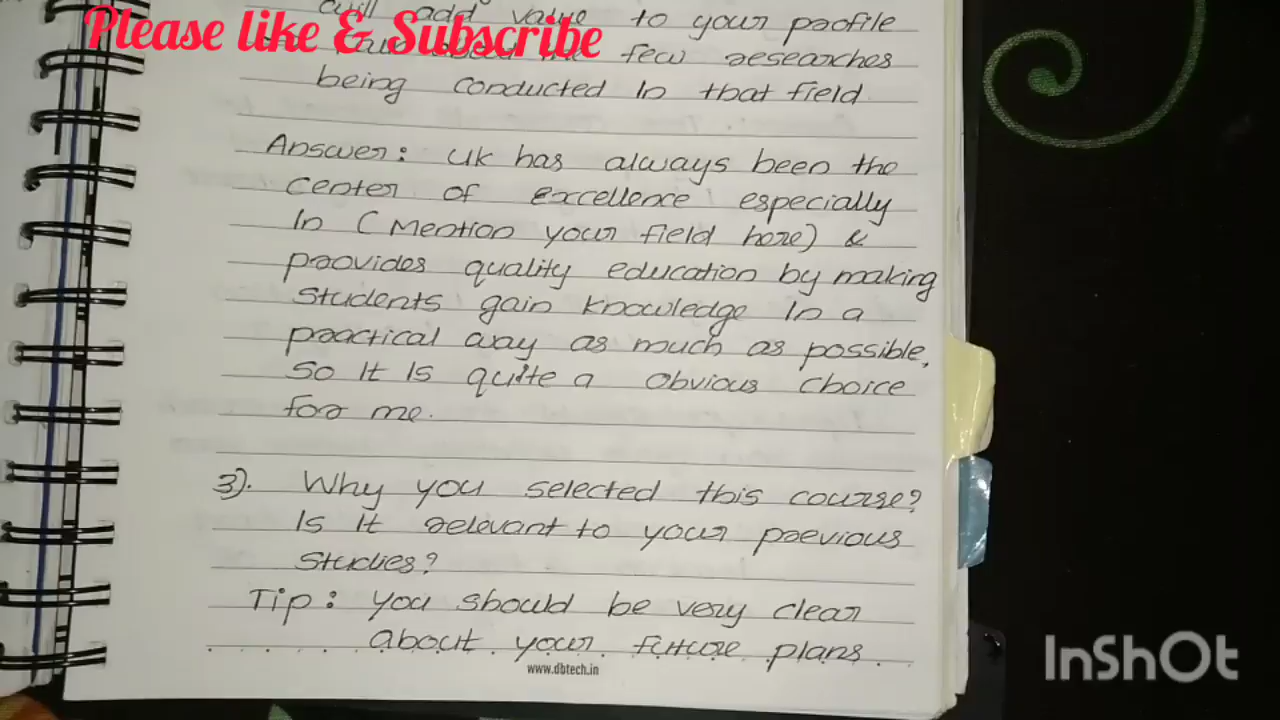 will add value to your profile
Please like & Subscribe
few researches
being conducted In that field
Answer: UK has always been the
center of excellence especially
In (Mention your field here) &
provides quality education by making
students gain knowledge In a
practical way as much as possible,
So It Is quite a obvious choice
for me.
3). Why you selected this course?
Is It relevant to your previous
studies?
Tip: You should be very clear
about your future plans
www.dbtech.in
InShOt